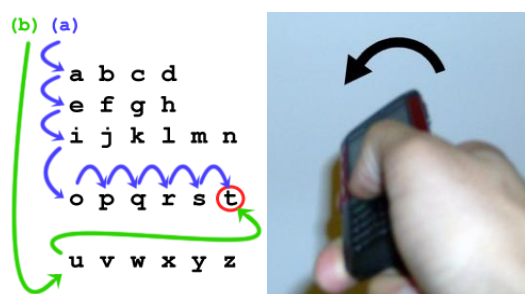 (b) (a)
a b c d
e f g h
i j k l m n
o p q r s t
u v w x y z